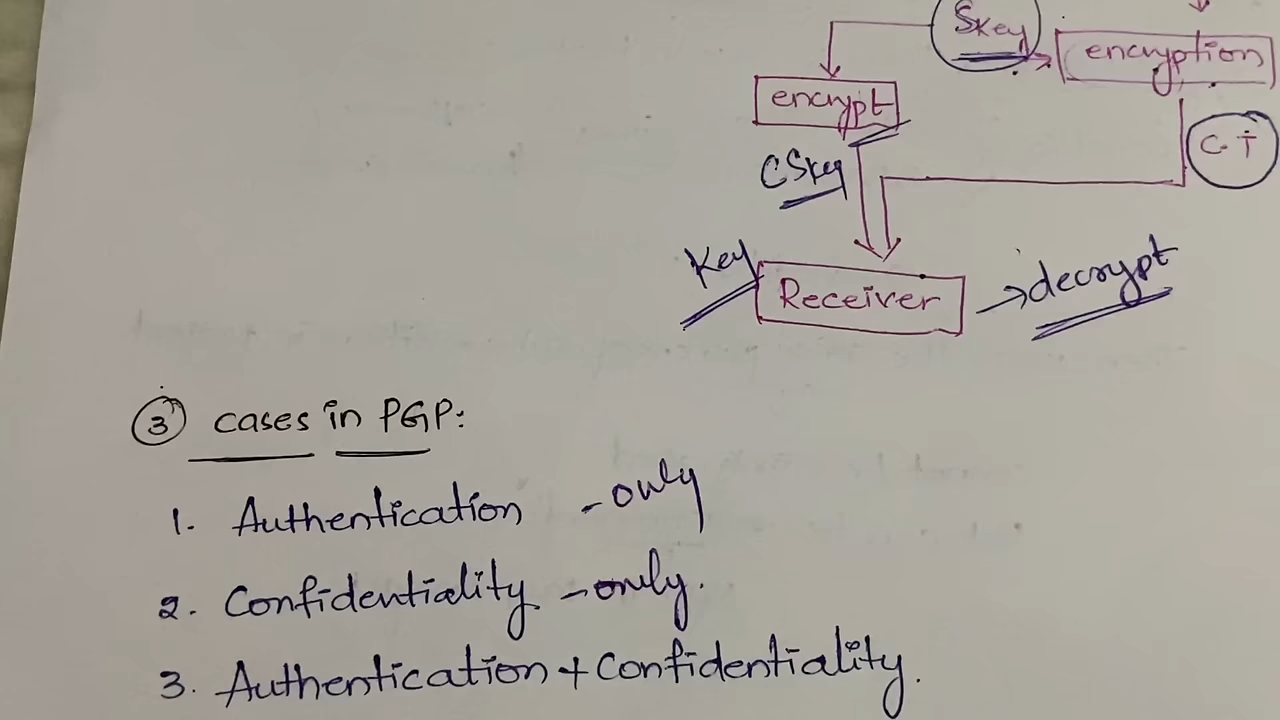 Skey
encryption
encrypt
C.T
CSkey
Key
Receiver → decrypt
③ cases in PGP:
1. Authentication - only
2. Confidentiality - only.
3. Authentication + Confidentiality.